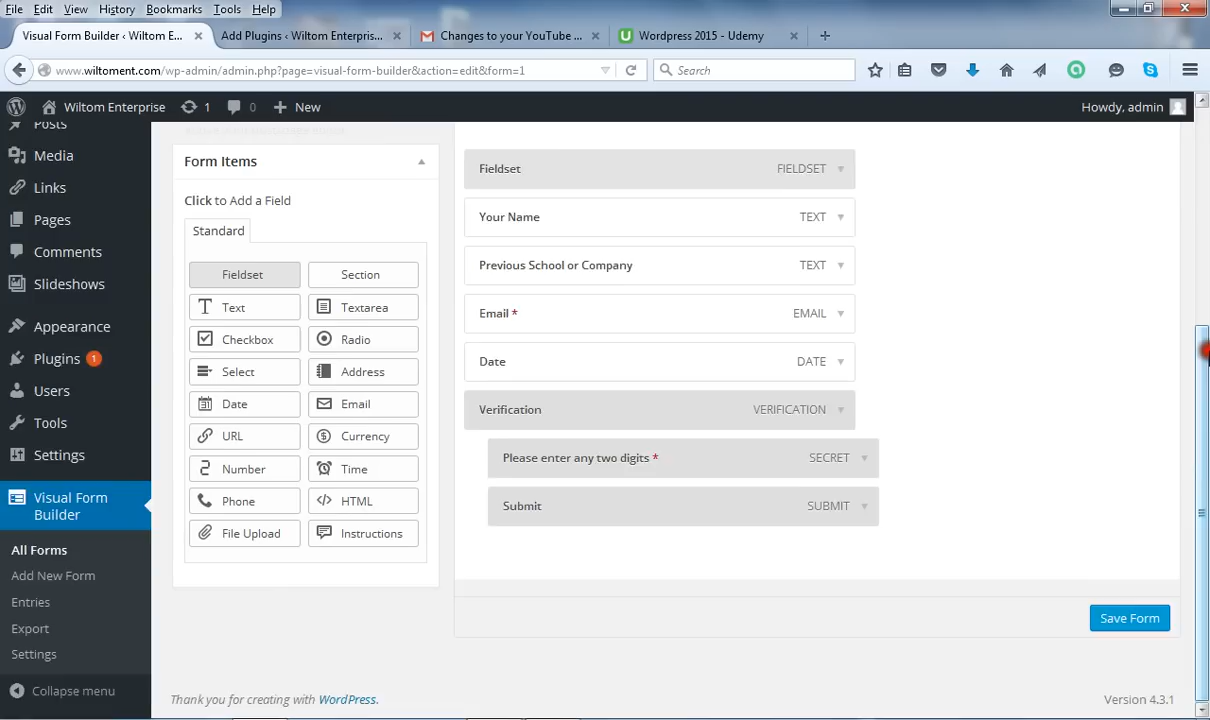 File Edit View History Bookmarks Tools Help
Visual Form Builder ‹ Wiltom E... Add Plugins ‹ Wiltom Enterpris... Changes to your YouTube ... Wordpress 2015 - Udemy
www.wiltoment.com/wp-admin/admin.php?page=visual-form-builder&action=edit&form=1 Search
Wiltom Enterprise 1 0 New Howdy, admin
Posts
Media
Links
Pages
Comments
Slideshows
Appearance
Plugins 1
Users
Tools
Settings
Visual Form
Builder
All Forms
Add New Form
Entries
Export
Settings
Collapse menu
Form Items
Click to Add a Field
Standard
Fieldset Section
Text Textarea
Checkbox Radio
Select Address
Date Email
URL Currency
Number Time
Phone HTML
File Upload Instructions
Fieldset FIELDSET
Your Name TEXT
Previous School or Company TEXT
Email * EMAIL
Date DATE
Verification VERIFICATION
Please enter any two digits * SECRET
Submit SUBMIT
Save Form
Thank you for creating with WordPress. Version 4.3.1